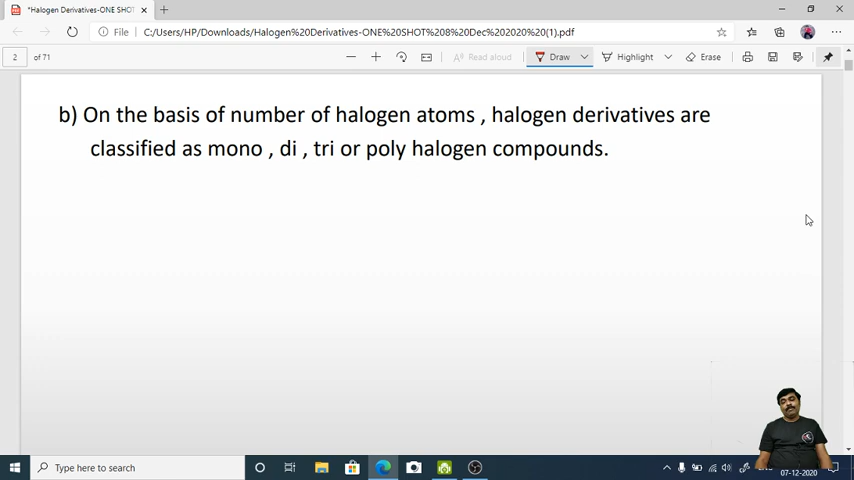 *Halogen Derivatives-ONE SHOT
File
C:/Users/HP/Downloads/Halogen%20Derivatives-ONE%20SHOT%208%20Dec%202020%20(1).pdf
2 of 71
Read aloud
Draw
Highlight
Erase
b) On the basis of number of halogen atoms , halogen derivatives are
classified as mono , di , tri or poly halogen compounds.
Type here to search
07-12-2020